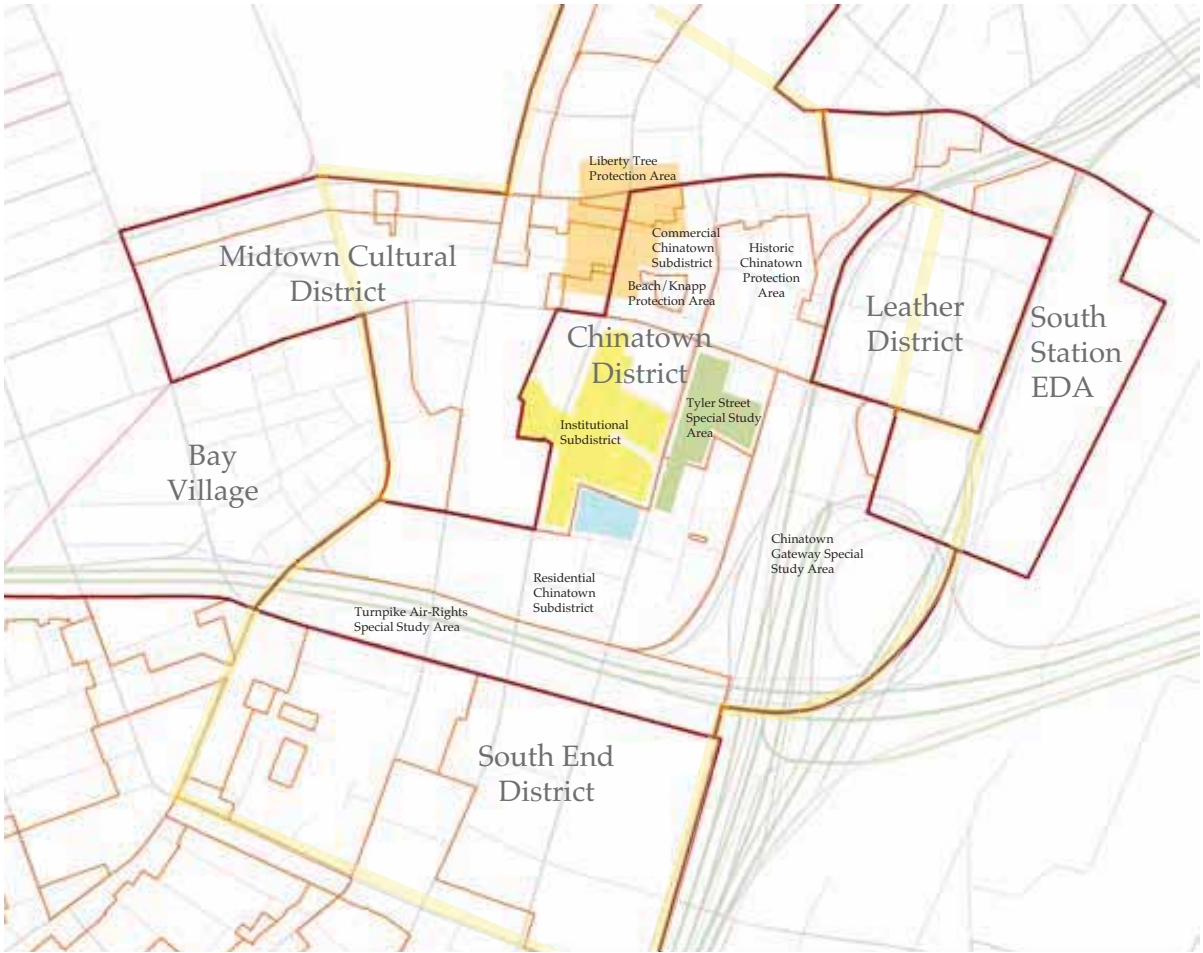 Liberty Tree
Protection Area
Midtown Cultural
District
Commercial
Chinatown
Subdistrict
Historic
Chinatown
Protection
Area
Beach/Knapp
Protection Area
Leather
District
South
Station
EDA
Chinatown
District
Tyler Street
Special Study
Area
Institutional
Subdistrict
Bay
Village
Chinatown
Gateway Special
Study Area
Residential
Chinatown
Subdistrict
Turnpike Air-Rights
Special Study Area
South End
District